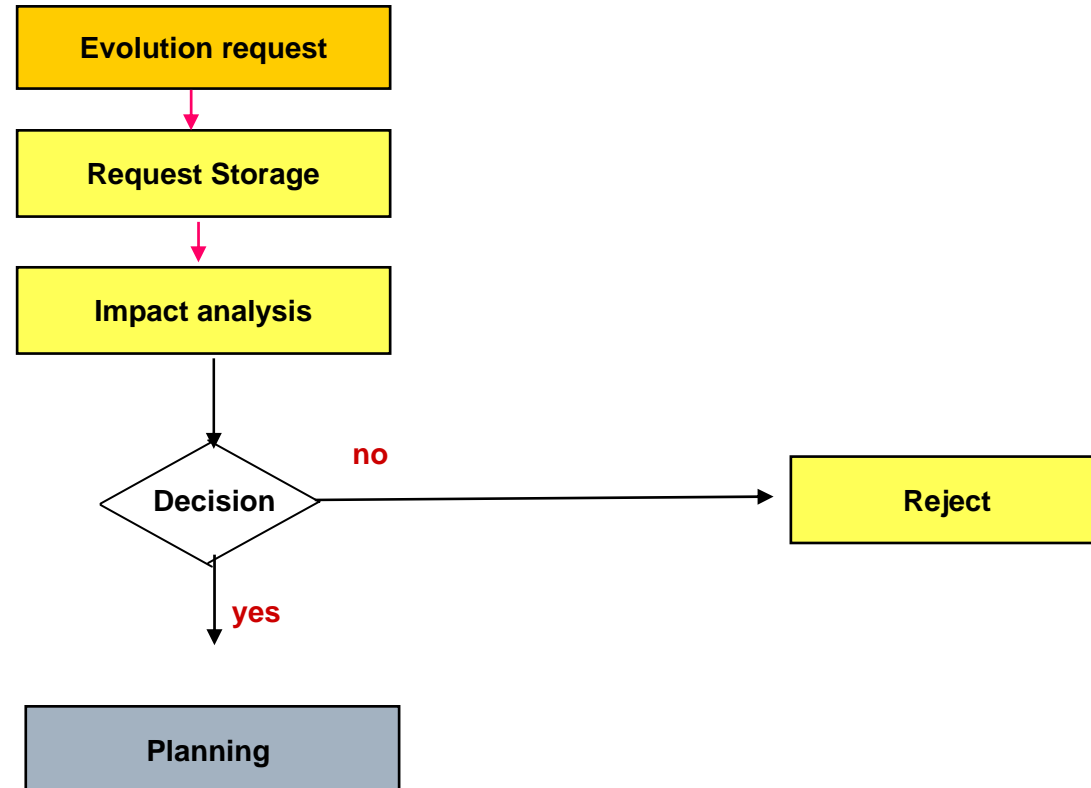 Evolution request
Request Storage
Impact analysis
no
Decision
Reject
yes
Planning